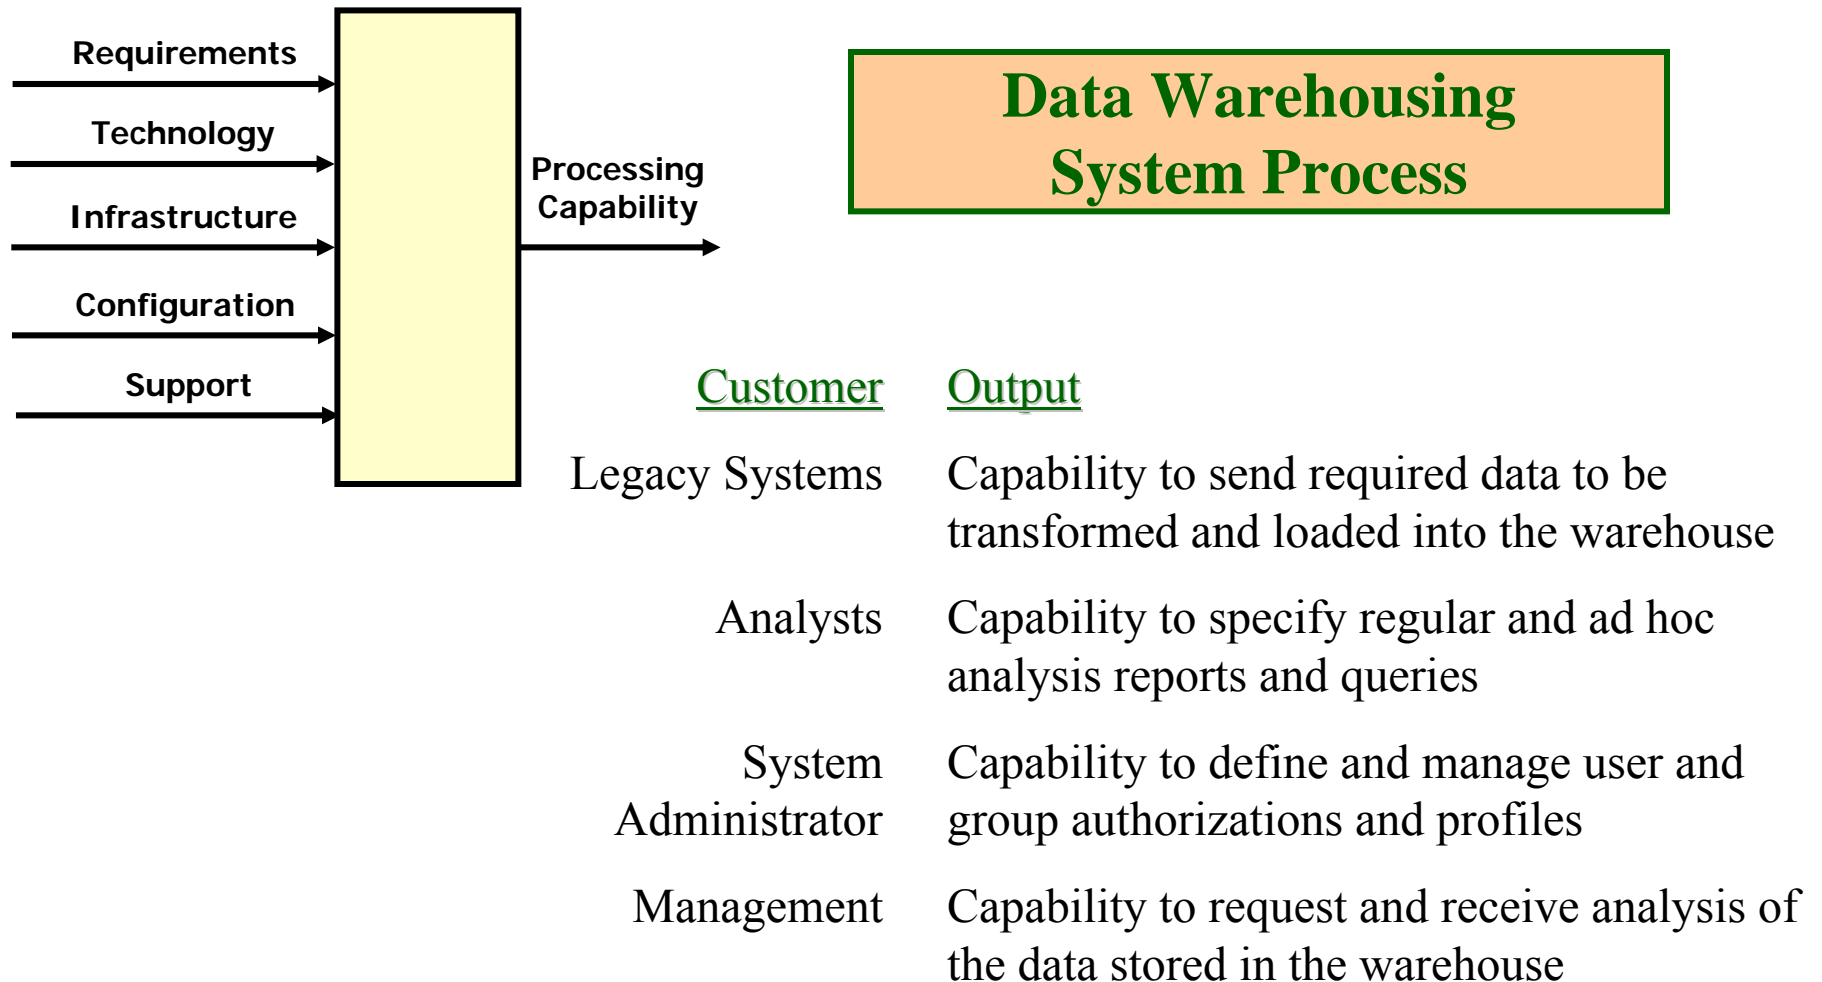 Requirements
Technology
Infrastructure
Configuration
Support
Processing
Capability
Data Warehousing
System Process
Customer Output
Legacy Systems Capability to send required data to be
transformed and loaded into the warehouse
Analysts Capability to specify regular and ad hoc
analysis reports and queries
System Capability to define and manage user and
Administrator group authorizations and profiles
Management Capability to request and receive analysis of
the data stored in the warehouse